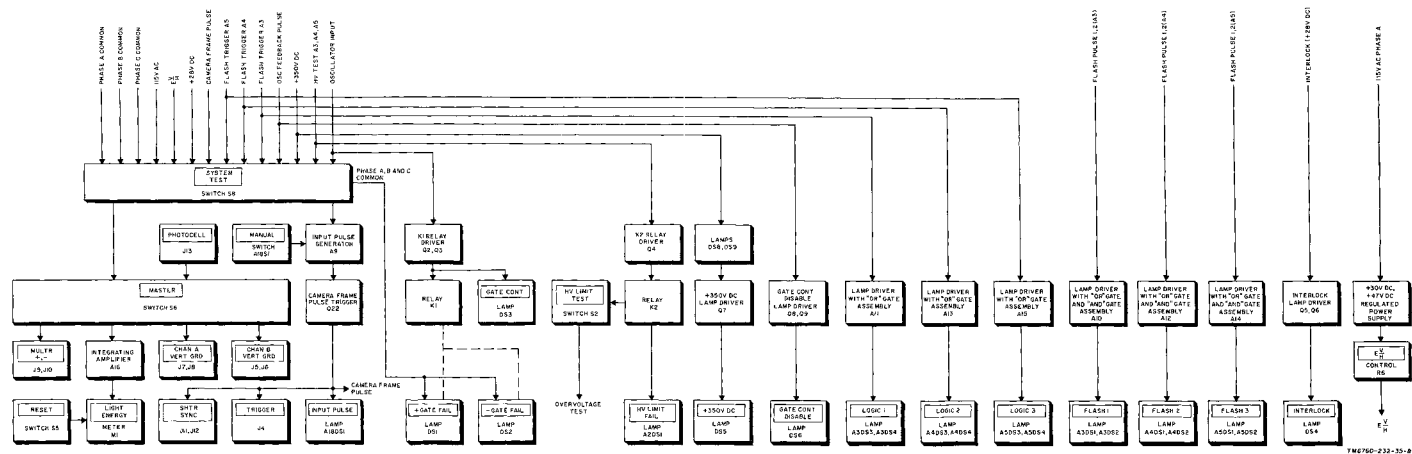 PHASE A COMMON
PHASE B COMMON
PHASE C COMMON
115V AC
E V/H
+28V DC
CAMERA FRAME PULSE
FLASH TRIGGER A5
FLASH TRIGGER A4
FLASH TRIGGER A3
OSC FEEDBACK PULSE
+350V DC
HV TEST A3, A4, A5
OSCILLATOR INPUT
FLASH PULSE 1,2 (A3)
FLASH PULSE 1,2 (A4)
FLASH PULSE 1,2 (A5)
INTERLOCK (+28V DC)
115V AC PHASE A
SYSTEM
TEST
SWITCH S8
PHASE A, B AND C
COMMON
PHOTOCELL
J13
MANUAL
SWITCH
A18S1
INPUT PULSE
GENERATOR A9
K1 RELAY
DRIVER
Q2, Q3
K2 RELAY
DRIVER
Q4
LAMPS
DS8, DS9
MASTER
SWITCH S6
CAMERA FRAME
PULSE TRIGGER
Q22
RELAY
K1
GATE CONT
LAMP
DS3
HV LIMIT
TEST
SWITCH S2
RELAY
K2
+350V DC
LAMP DRIVER
Q7
GATE CONT
DISABLE
LAMP DRIVER
Q8, Q9
LAMP DRIVER
WITH "OR" GATE
ASSEMBLY
A11
LAMP DRIVER
WITH "OR" GATE
ASSEMBLY
A13
LAMP DRIVER
WITH "OR" GATE
ASSEMBLY
A15
LAMP DRIVER
WITH "OR" GATE
AND "AND" GATE
ASSEMBLY
A10
LAMP DRIVER
WITH "OR" GATE
AND "AND" GATE
ASSEMBLY
A12
LAMP DRIVER
WITH "OR" GATE
AND "AND" GATE
ASSEMBLY
A14
INTERLOCK
LAMP DRIVER
Q5, Q6
+30V DC,
+47V DC
REGULATED
POWER
SUPPLY
MULTR
+, -
J9, J10
INTEGRATING
AMPLIFIER
A16
CHAN A
VERT GRD
J7, J8
CHAN B
VERT GRD
J5, J6
E V/H
CONTROL
R6
CAMERA FRAME
PULSE
OVERVOLTAGE
TEST
RESET
SWITCH S5
LIGHT
ENERGY
METER M1
SHTR
SYNC
J11, J12
TRIGGER
J4
INPUT PULSE
LAMP
A18DS1
+GATE FAIL
LAMP
DS1
-GATE FAIL
LAMP
DS2
HV LIMIT
FAIL
LAMP
A2DS1
+350V DC
LAMP
DS5
GATE CONT
DISABLE
LAMP
DS6
LOGIC 1
LAMP
A3DS3, A3DS4
LOGIC 2
LAMP
A4DS3, A4DS4
LOGIC 3
LAMP
A5DS3, A5DS4
FLASH 1
LAMP
A3DS1, A3DS2
FLASH 2
LAMP
A4DS1, A4DS2
FLASH 3
LAMP
A5DS1, A5DS2
INTERLOCK
LAMP
DS4
E V/H
TM6760-232-35-8